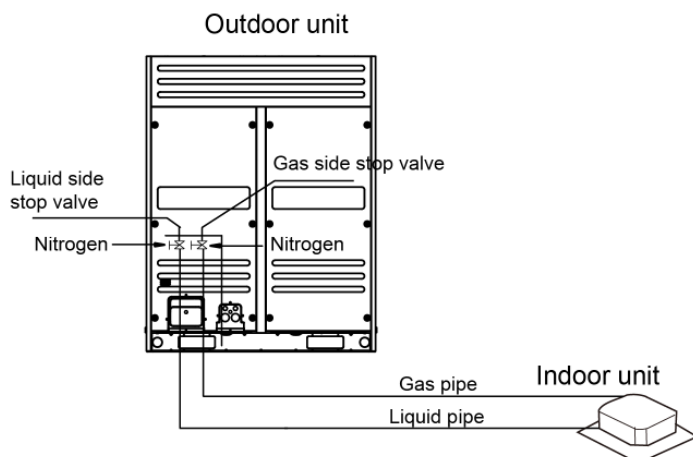 Outdoor unit
Gas side stop valve
Liquid side
stop valve
Nitrogen
Nitrogen
Gas pipe
Indoor unit
Liquid pipe